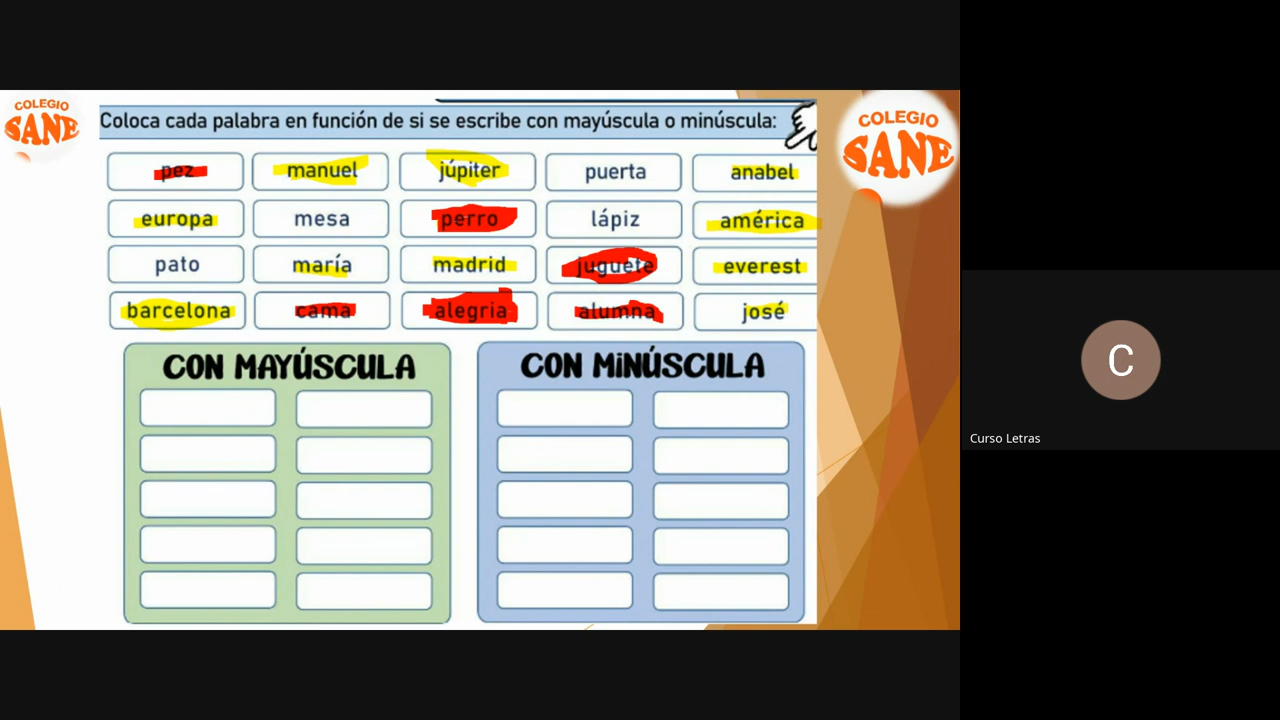 COLEGIO
SANE
Coloca cada palabra en función de si se escribe con mayúscula o minúscula:
COLEGIO
SANE
pez manuel júpiter puerta anabel
europa mesa perro lápiz américa
pato maría madrid juguete everest
barcelona cama alegria alumna josé
CON MAYÚSCULA CON MiNÚSCULA
C
Curso Letras